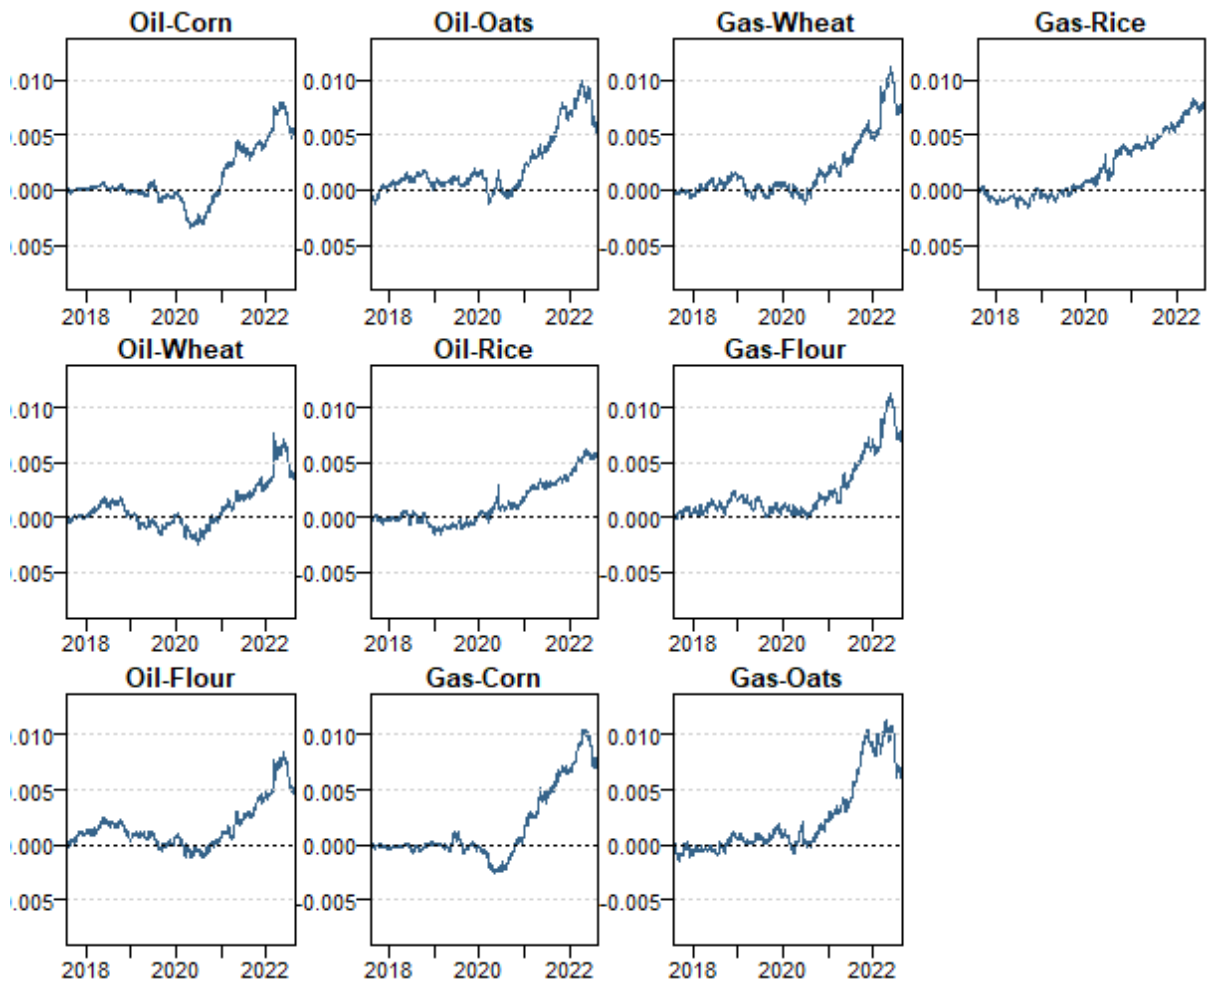 Oil-Corn Oil-Oats Gas-Wheat Gas-Rice
.010 0.010 0.010 0.010
.005 0.005 0.005 0.005
.000 0.000 0.000 0.000
.005 -0.005 -0.005 -0.005
2018 2020 2022 2018 2020 2022 2018 2020 2022 2018 2020 2022
Oil-Wheat Oil-Rice Gas-Flour
.010 0.010 0.010
.005 0.005 0.005
.000 0.000 0.000
.005 -0.005 -0.005
2018 2020 2022 2018 2020 2022 2018 2020 2022
Oil-Flour Gas-Corn Gas-Oats
.010 0.010 0.010
.005 0.005 0.005
.000 0.000 0.000
.005 -0.005 -0.005
2018 2020 2022 2018 2020 2022 2018 2020 2022